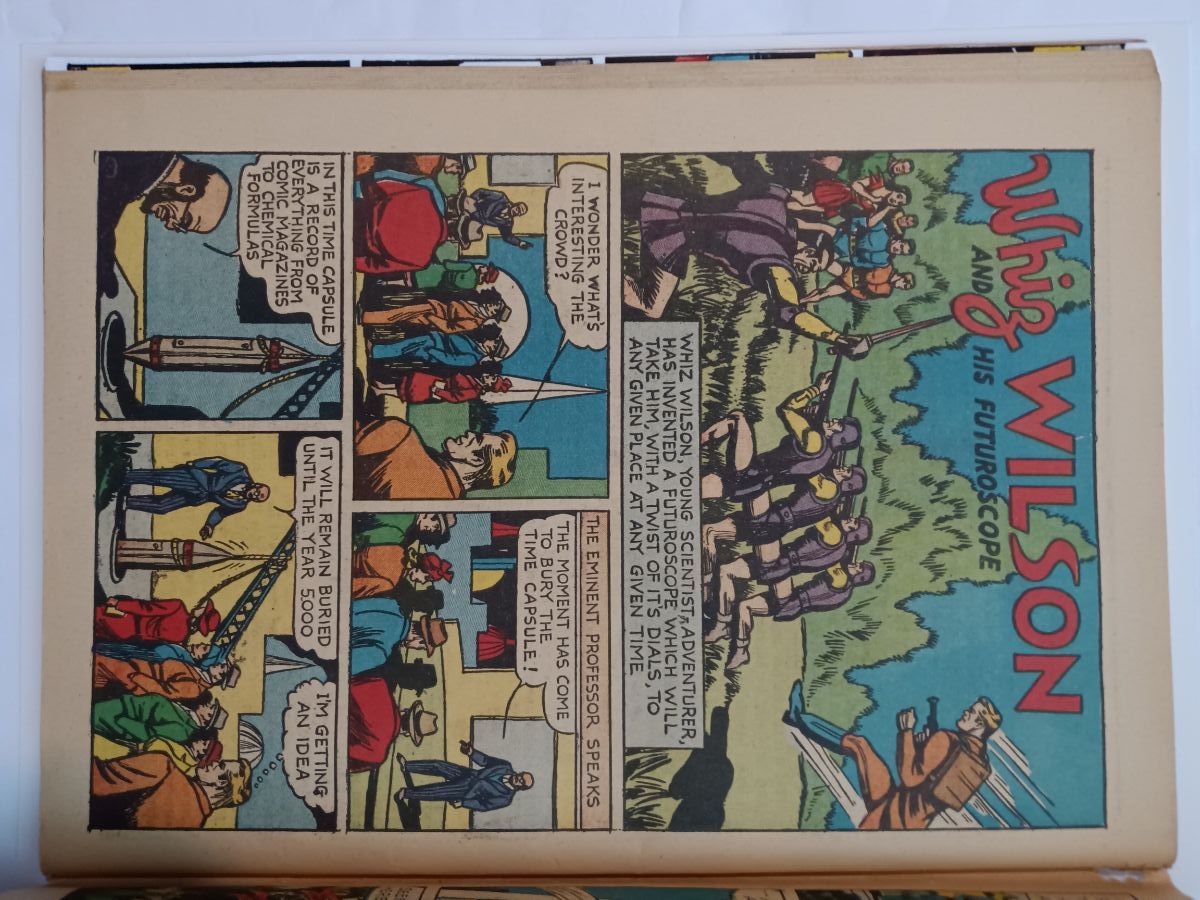 Whiz WILSON
AND HIS FUTUROSCOPE
WHIZ WILSON, YOUNG SCIENTIST, ADVENTURER,
HAS INVENTED A FUTUROSCOPE WHICH WILL
TAKE HIM, WITH A TWIST OF ITS DIALS, TO
ANY GIVEN PLACE AT ANY GIVEN TIME.
I WONDER WHAT'S
INTERESTING THE
CROWD?
THE EMINENT PROFESSOR SPEAKS
THE MOMENT HAS COME
TO BURY THE
TIME CAPSULE!
IN THIS TIME CAPSULE
IS A RECORD OF
EVERYTHING FROM
COMIC MAGAZINES
TO CHEMICAL
FORMULAS
IT WILL REMAIN BURIED
UNTIL THE YEAR 5000
I'M GETTING
AN IDEA